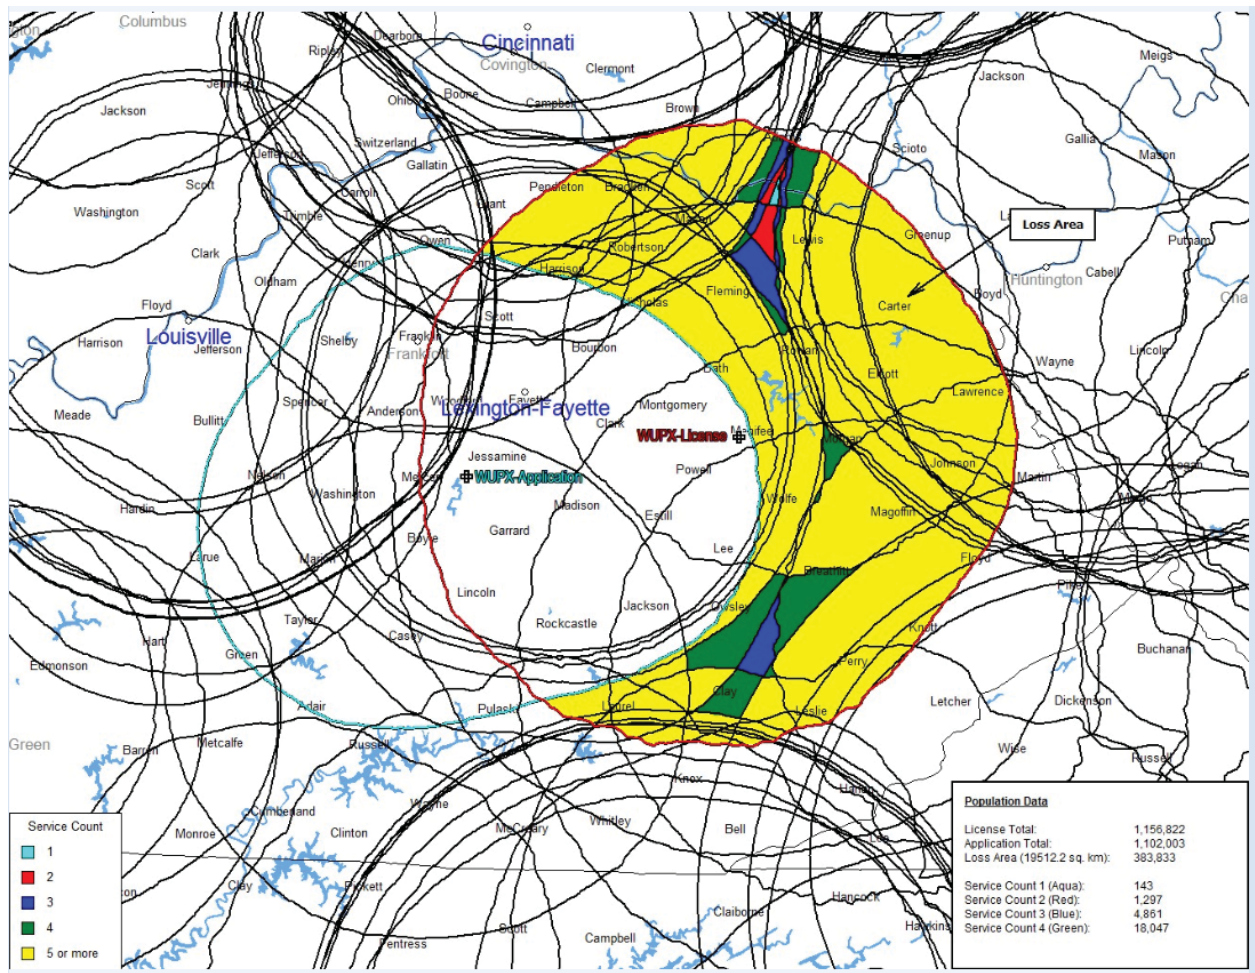 Columbus
Dearborn
Cincinnati
Ripley
Covington
Clermont
Meigs
Jackson
Jennings
Boone
Ohio
Campbell
Brown
Jackson
Switzerland
Gallia
Jefferson
Gallatin
Scioto
Mason
Scott
Carroll
Pendleton
Bracken
Washington
Trimble
Grant
Mason
Owen
Robertson
Lewis
Greenup
Loss Area
Putnam
Clark
Henry
Harrison
Oldham
Huntington
Cabell
Fleming
Boyd
Floyd
Nicholas
Carter
Scott
Louisville
Harrison
Jefferson
Shelby
Franklin
Frankfort
Bourbon
Rowan
Wayne
Lincoln
Bath
Elliott
Lawrence
Meade
Bullitt
Spencer
Anderson
Woodford
Fayette
Lexington-Fayette
Montgomery
Clark
WUPX-License
Menifee
Morgan
Jessamine
WUPX-Application
Powell
Johnson
Martin
Logan
Nelson
Mercer
Washington
Madison
Wolfe
Hardin
Estill
Magoffin
Garrard
Boyle
Lee
Larue
Marion
Breathitt
Floyd
Pike
Lincoln
Jackson
Owsley
Taylor
Rockcastle
Knott
Hart
Casey
Green
Edmonson
Perry
Buchanan
Clay
Letcher
Dickenson
Adair
Pulaski
Laurel
Leslie
Green
Barren
Metcalfe
Russell
Wise
Russell
Knox
Harlan
Wayne
Cumberland
McCreary
Whitley
Bell
Lee
Monroe
Clinton
Clay
Pickett
Hancock
Claiborne
Hawkins
Scott
Campbell
Fentress
Service Count
1
2
3
4
5 or more
Population Data
License Total: 1,156,822
Application Total: 1,102,003
Loss Area (19512.2 sq. km): 383,833
Service Count 1 (Aqua): 143
Service Count 2 (Red): 1,297
Service Count 3 (Blue): 4,861
Service Count 4 (Green): 18,047